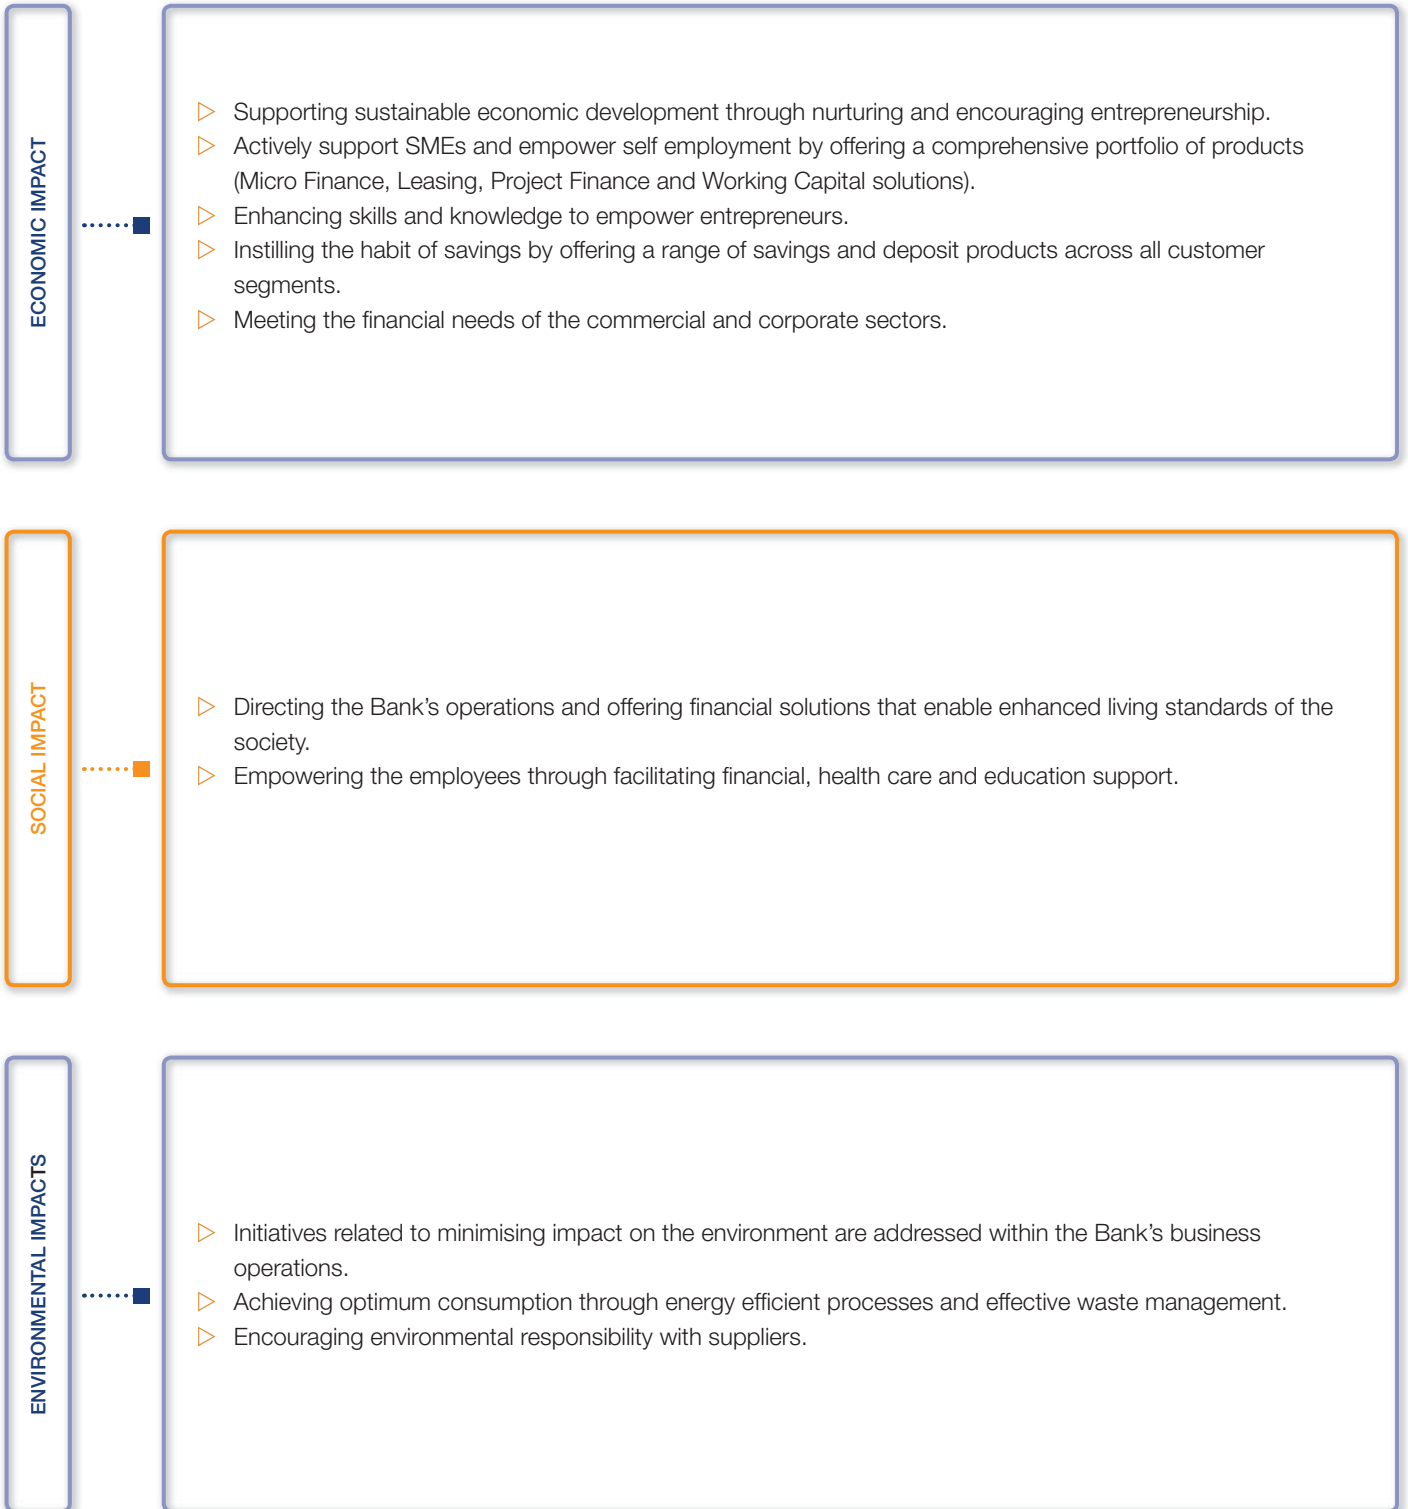 ECONOMIC IMPACT
Supporting sustainable economic development through nurturing and encouraging entrepreneurship.
Actively support SMEs and empower self employment by offering a comprehensive portfolio of products
(Micro Finance, Leasing, Project Finance and Working Capital solutions).
Enhancing skills and knowledge to empower entrepreneurs.
Instilling the habit of savings by offering a range of savings and deposit products across all customer
segments.
Meeting the financial needs of the commercial and corporate sectors.
SOCIAL IMPACT
Directing the Bank’s operations and offering financial solutions that enable enhanced living standards of the
society.
Empowering the employees through facilitating financial, health care and education support.
ENVIRONMENTAL IMPACTS
Initiatives related to minimising impact on the environment are addressed within the Bank’s business
operations.
Achieving optimum consumption through energy efficient processes and effective waste management.
Encouraging environmental responsibility with suppliers.